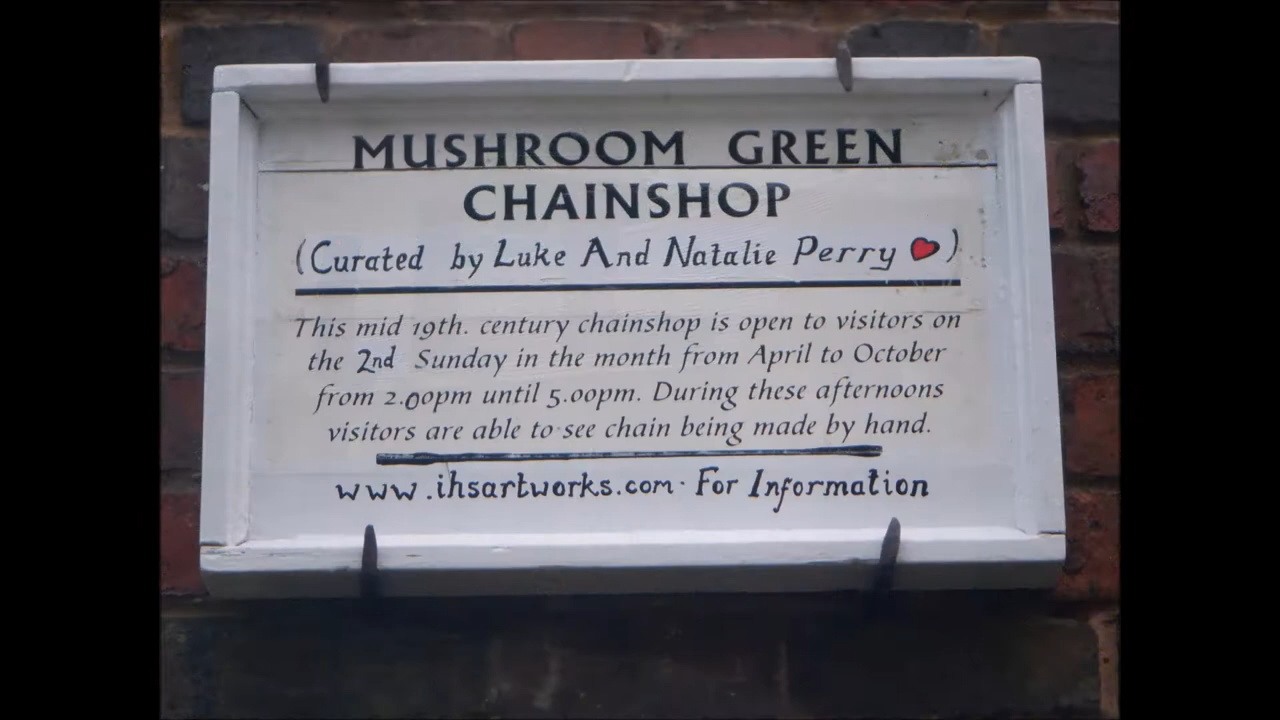 MUSHROOM GREEN
CHAINSHOP
(Curated by Luke And Natalie Perry ❤)
This mid 19th. century chainshop is open to visitors on
the 2nd Sunday in the month from April to October
from 2.00pm until 5.00pm. During these afternoons
visitors are able to see chain being made by hand.
www.ihsartworks.com. For Information